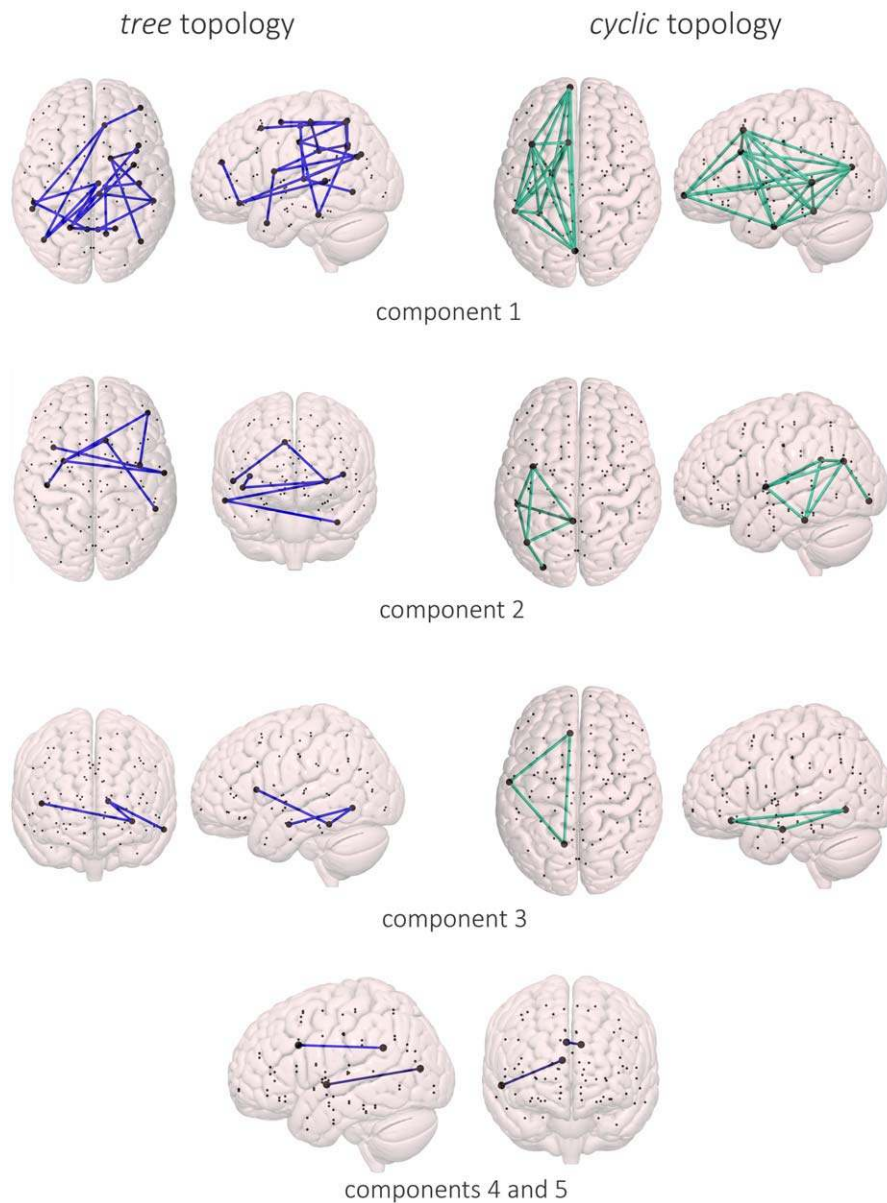 tree topology
cyclic topology
component 1
component 2
component 3
components 4 and 5